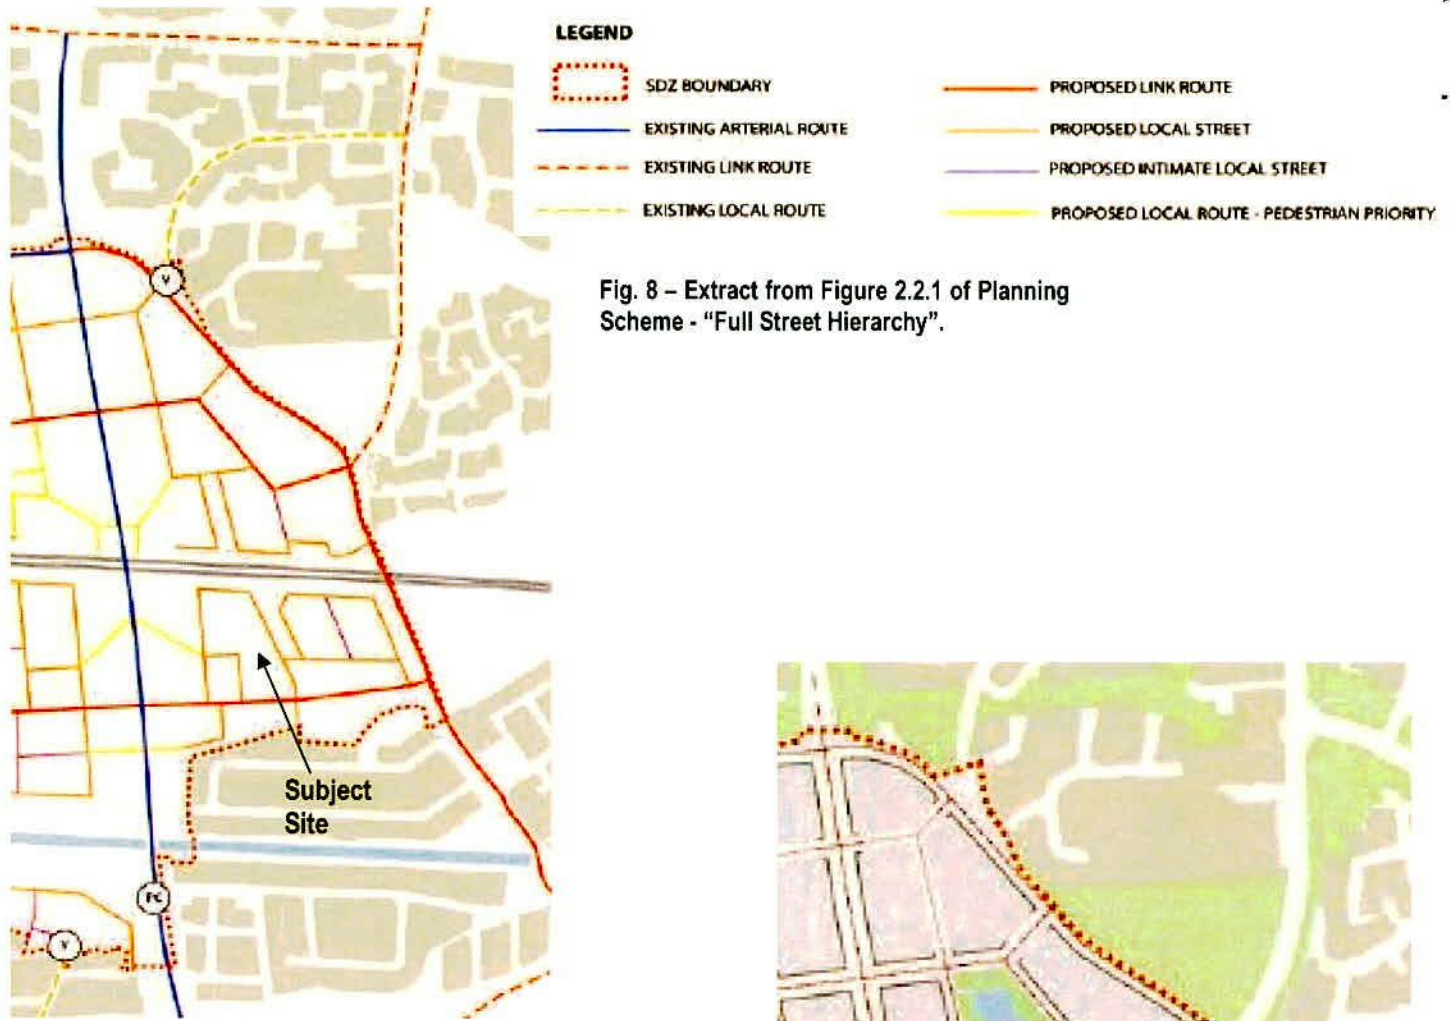 LEGEND
SDZ BOUNDARY
EXISTING ARTERIAL ROUTE
EXISTING LINK ROUTE
EXISTING LOCAL ROUTE
PROPOSED LINK ROUTE
PROPOSED LOCAL STREET
PROPOSED INTIMATE LOCAL STREET
PROPOSED LOCAL ROUTE - PEDESTRIAN PRIORITY
Fig. 8 – Extract from Figure 2.2.1 of Planning
Scheme - “Full Street Hierarchy”.
V
Subject
Site
PC
V